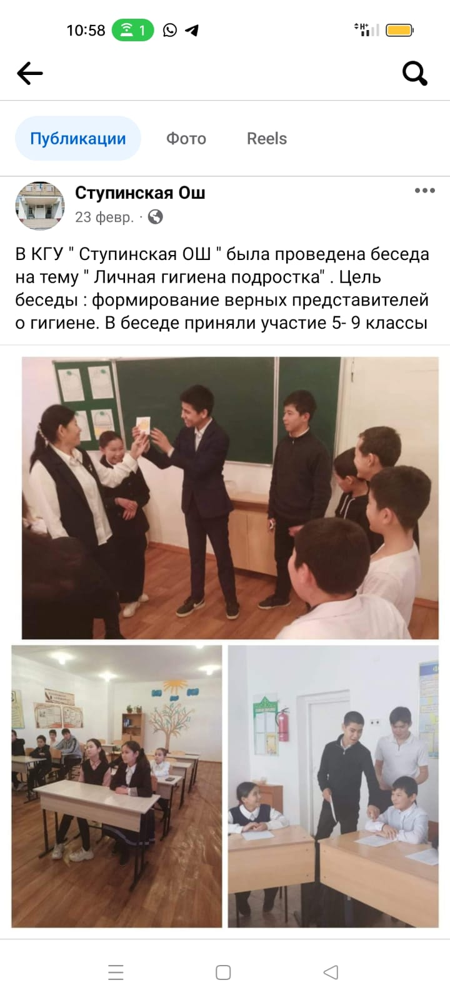 10:58 1 H+
Публикации Фото Reels
Ступинская Ош
23 февр. ·
В КГУ " Ступинская ОШ " была проведена беседа
на тему " Личная гигиена подростка" . Цель
беседы : формирование верных представителей
о гигиене. В беседе приняли участие 5- 9 классы